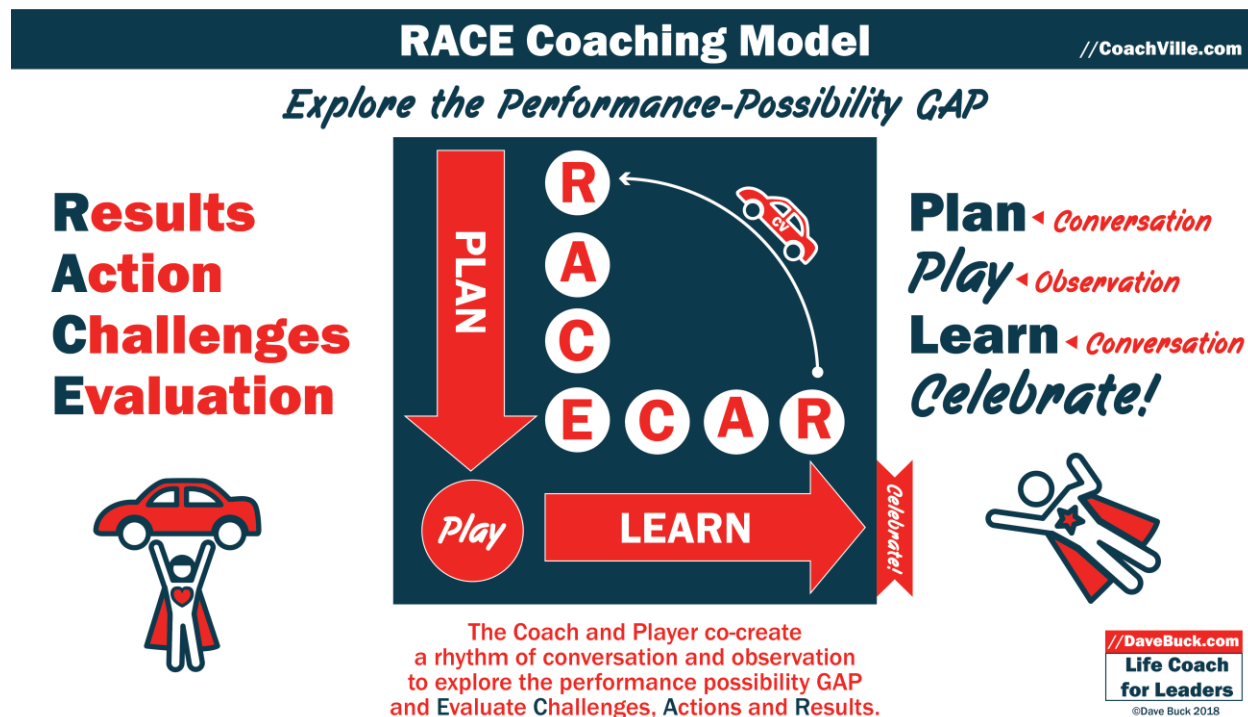 RACE Coaching Model
//CoachVille.com
Explore the Performance-Possibility GAP
Results
Action
Challenges
Evaluation
PLAN
R
A
C
E C A R
CV
Play
LEARN
Celebrate!
Plan ◂ Conversation
Play ◂ Observation
Learn ◂ Conversation
Celebrate!
The Coach and Player co-create
a rhythm of conversation and observation
to explore the performance possibility GAP
and Evaluate Challenges, Actions and Results.
//DaveBuck.com
Life Coach
for Leaders
©Dave Buck 2018